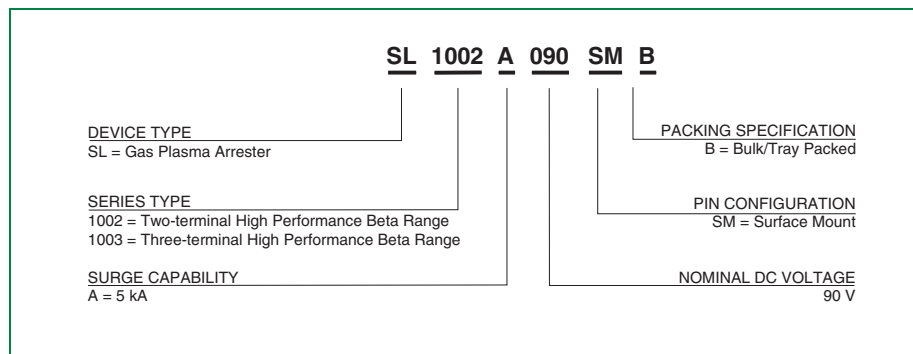 SL 1002 A 090 SM B
DEVICE TYPE
SL = Gas Plasma Arrester
PACKING SPECIFICATION
B = Bulk/Tray Packed
SERIES TYPE
1002 = Two-terminal High Performance Beta Range
1003 = Three-terminal High Performance Beta Range
PIN CONFIGURATION
SM = Surface Mount
SURGE CAPABILITY
A = 5 kA
NOMINAL DC VOLTAGE
90 V